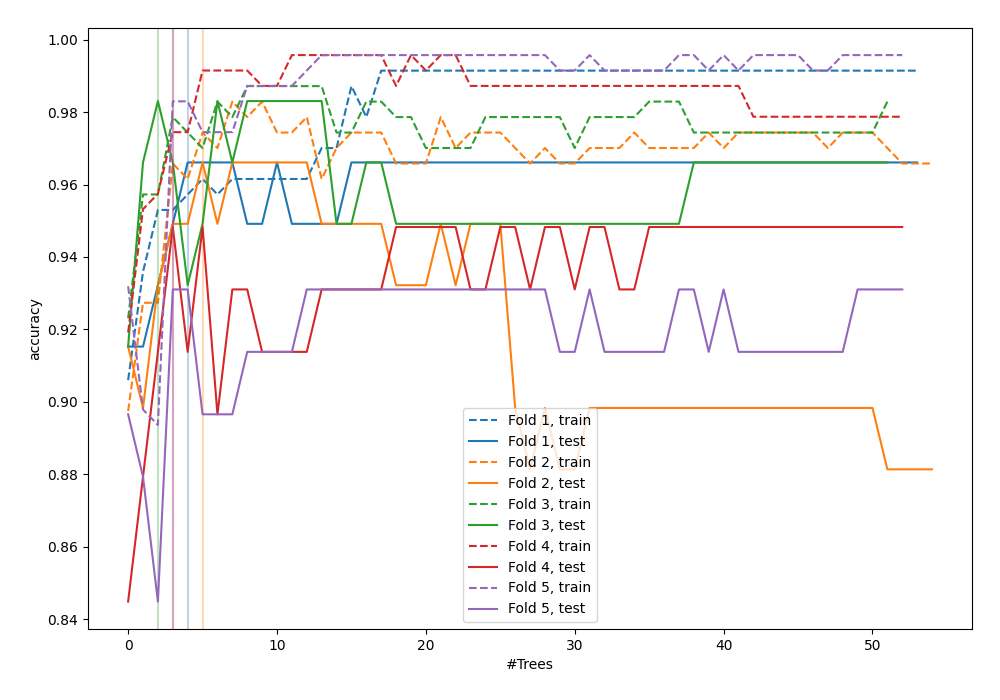 1.00
0.98
0.96
0.94
0.92
0.90
0.88
0.86
0.84
accuracy
0
10
20
30
40
50
#Trees
Fold 1, train
Fold 1, test
Fold 2, train
Fold 2, test
Fold 3, train
Fold 3, test
Fold 4, train
Fold 4, test
Fold 5, train
Fold 5, test